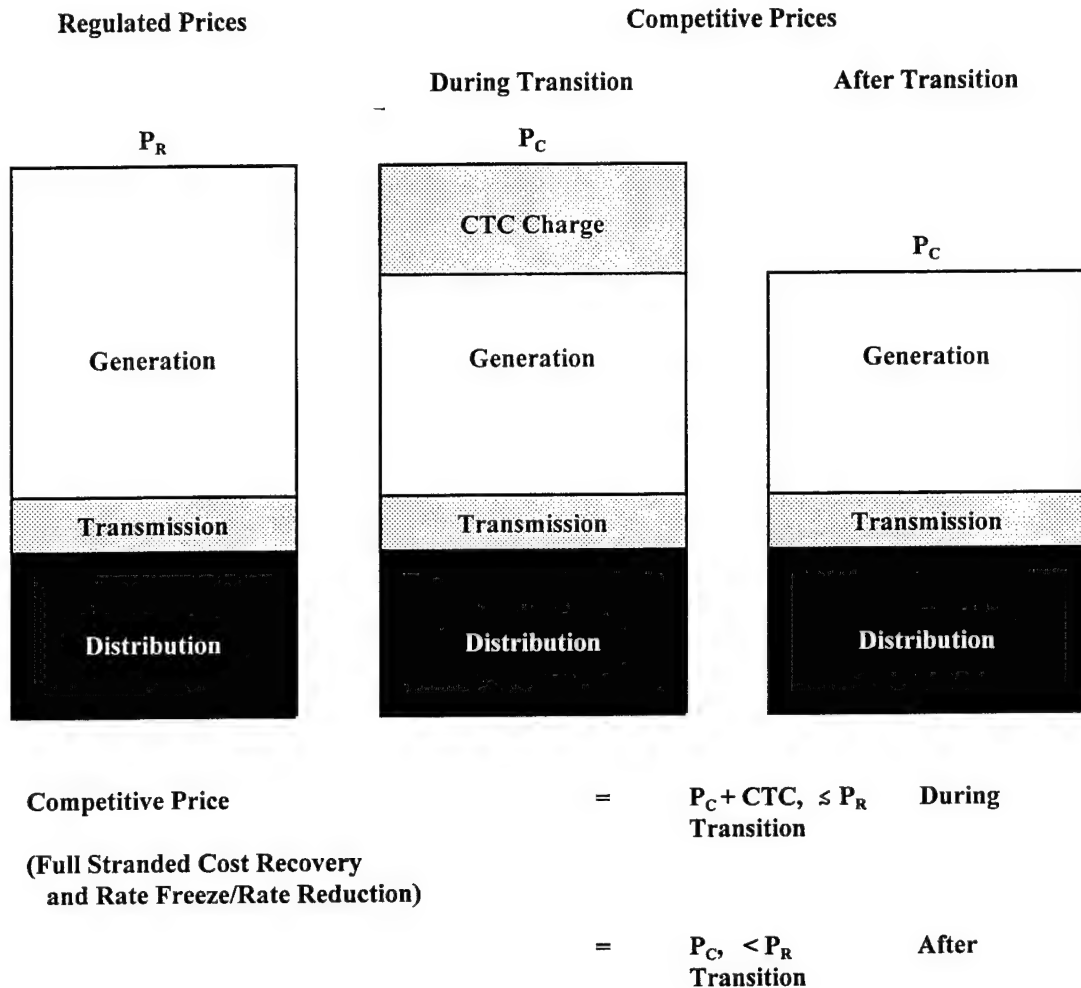 Regulated Prices
Competitive Prices
During Transition
After Transition
P_R
P_C
CTC Charge
P_C
Generation
Generation
Generation
Transmission
Transmission
Transmission
Distribution
Distribution
Distribution
Competitive Price = P_C + CTC, ≤ P_R During
Transition
(Full Stranded Cost Recovery
and Rate Freeze/Rate Reduction)
= P_C, < P_R After
Transition